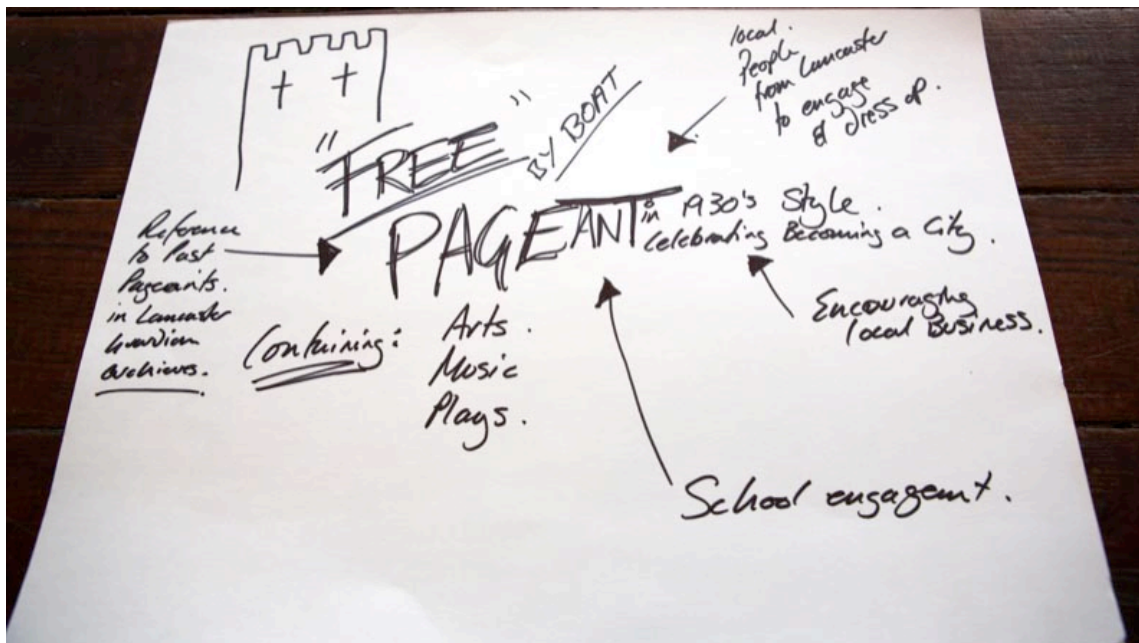 "FREE"
BY BOAT
PAGEANT
in 1930's Style.
Celebrating Becoming a City.
local.
People
from Lancaster
to engage
& dress up.
Reference
to Past
Pageants.
in Lancaster
Guardian
archives.
Containing:
Arts.
Music
Plays.
Encouraging
local Business.
School engagemt.